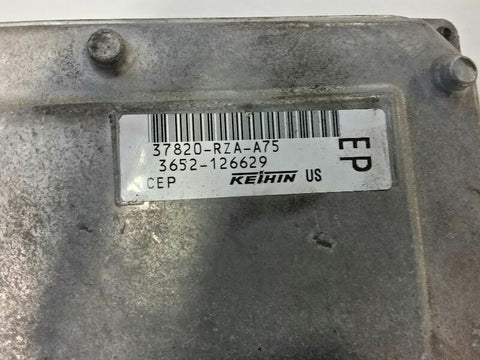 37820-RZA-A75
3652-126629
CEP KEIHIN US
EP